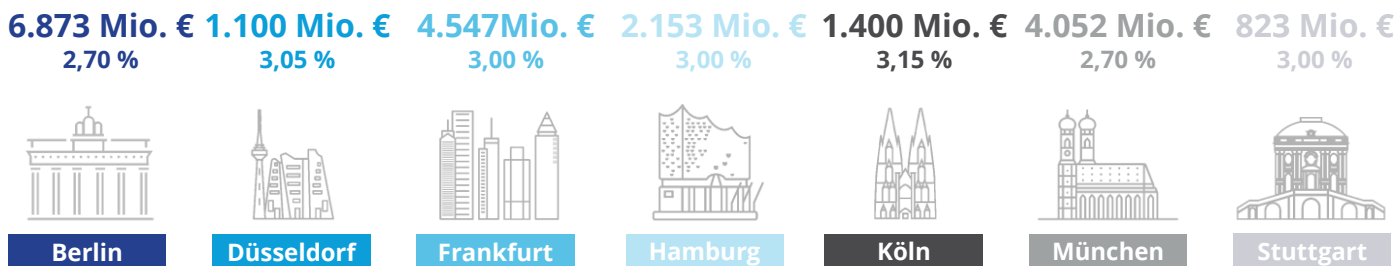 6.873 Mio. € 1.100 Mio. € 4.547Mio. € 2.153 Mio. € 1.400 Mio. € 4.052 Mio. € 823 Mio. €
2,70 % 3,05 % 3,00 % 3,00 % 3,15 % 2,70 % 3,00 %
Berlin Düsseldorf Frankfurt Hamburg Köln München Stuttgart